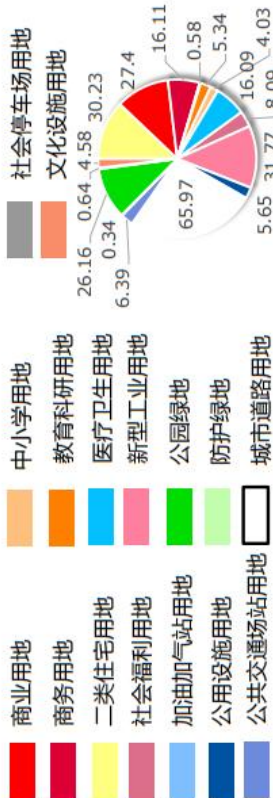 商业用地
商务用地
二类住宅用地
社会福利用地
加油加气站用地
公用设施用地
公共交通场站用地
中小学用地
教育科研用地
医疗卫生用地
新型工业用地
公园绿地
防护绿地
城市道路用地
社会停车场用地
文化设施用地
30.23
27.4
16.11
0.58
5.34
4.03
16.09
5.65
65.97
6.39
0.34
26.16
0.64
4.58